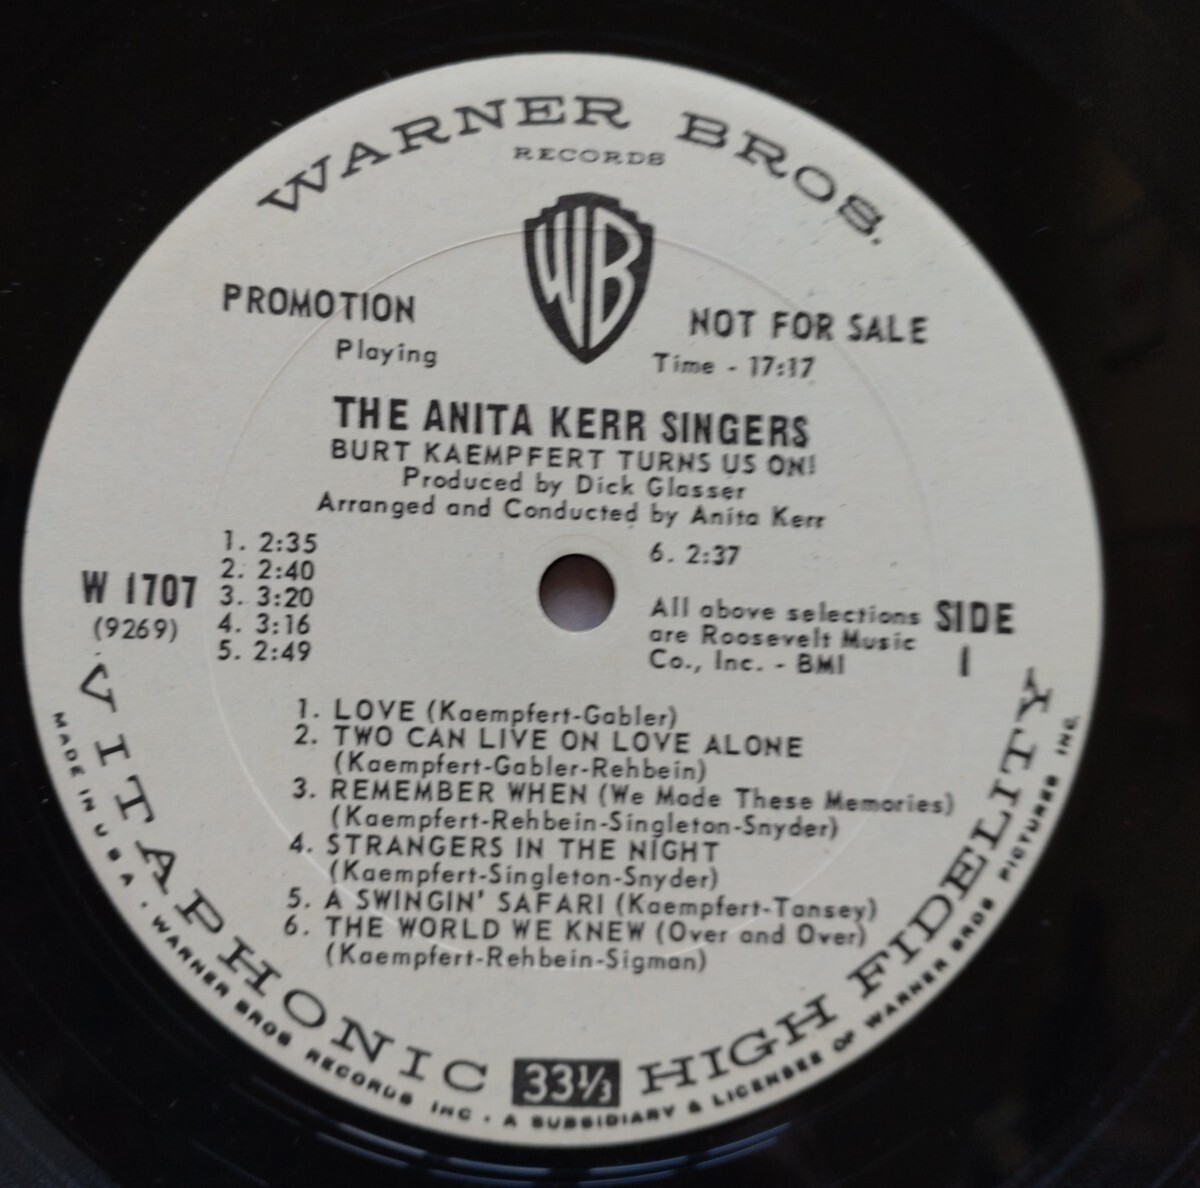 WARNER BROS.
RECORDS
WB
PROMOTION
NOT FOR SALE
Playing
Time - 17:17
THE ANITA KERR SINGERS
BURT KAEMPFERT TURNS US ON!
Produced by Dick Glasser
Arranged and Conducted by Anita Kerr
1. 2:35
2. 2:40
3. 3:20
4. 3:16
5. 2:49
6. 2:37
W 1707
(9269)
All above selections
are Roosevelt Music
Co., Inc. - BMI
SIDE
1
1. LOVE (Kaempfert-Gabler)
2. TWO CAN LIVE ON LOVE ALONE
(Kaempfert-Gabler-Rehbein)
3. REMEMBER WHEN (We Made These Memories)
(Kaempfert-Rehbein-Singleton-Snyder)
4. STRANGERS IN THE NIGHT
(Kaempfert-Singleton-Snyder)
5. A SWINGIN' SAFARI (Kaempfert-Tansey)
6. THE WORLD WE KNEW (Over and Over)
(Kaempfert-Rehbein-Sigman)
VITAPHONIC 33⅓ HIGH FIDELITY
MADE IN U.S.A. • WARNER BROS RECORDS INC. • A SUBSIDIARY & LICENSEE OF WARNER BROS PICTURES INC.